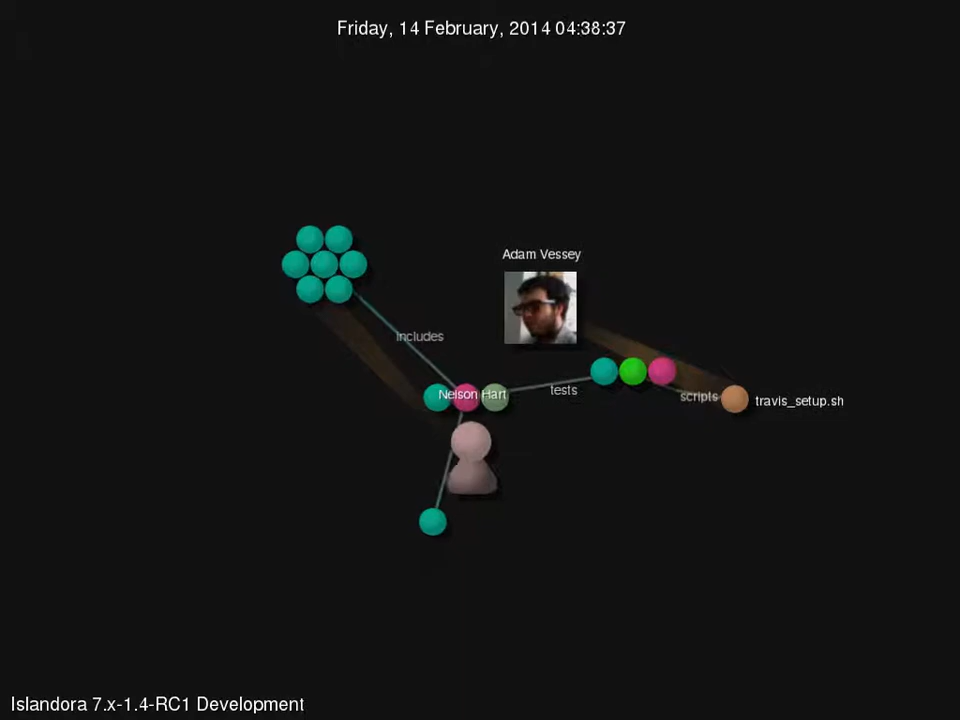 Friday, 14 February, 2014 04:38:37
Adam Vessey
includes
Nelson Hart
tests
scripts
travis_setup.sh
Islandora 7.x-1.4-RC1 Development